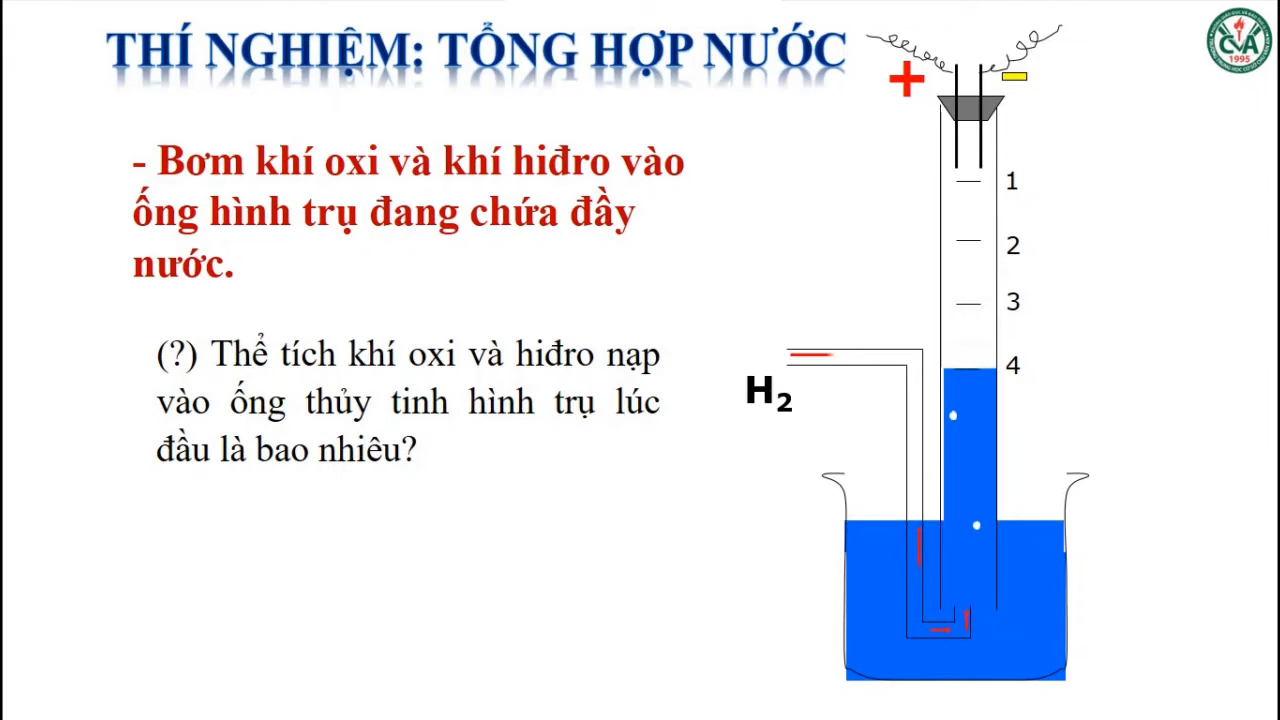 THÍ NGHIỆM: TỔNG HỢP NƯỚC
- Bơm khí oxi và khí hiđro vào
ống hình trụ đang chứa đầy
nước.
(?) Thể tích khí oxi và hiđro nạp
vào ống thủy tinh hình trụ lúc
đầu là bao nhiêu?
+
-
1
2
3
4
H₂
CVA
1995